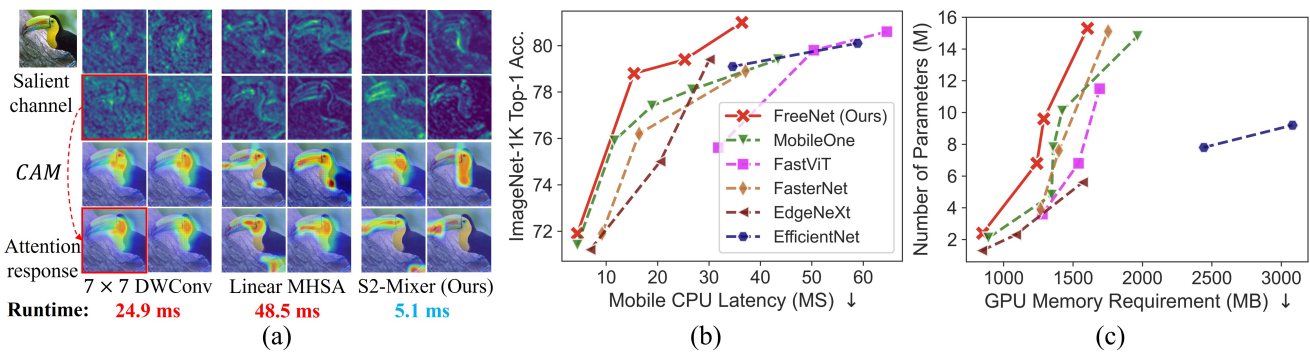 Salient
channel
CAM
Attention
response
7 × 7 DWConv
Linear MHSA
S2-Mixer (Ours)
Runtime:
24.9 ms
48.5 ms
5.1 ms
(a)
ImageNet-1K Top-1 Acc.
80
78
76
74
72
FreeNet (Ours)
MobileOne
FastViT
FasterNet
EdgeNeXt
EfficientNet
10
20
30
40
50
60
Mobile CPU Latency (MS) ↓
(b)
Number of Parameters (M)
16
14
12
10
8
6
4
2
1000
1500
2000
2500
3000
GPU Memory Requirement (MB) ↓
(c)